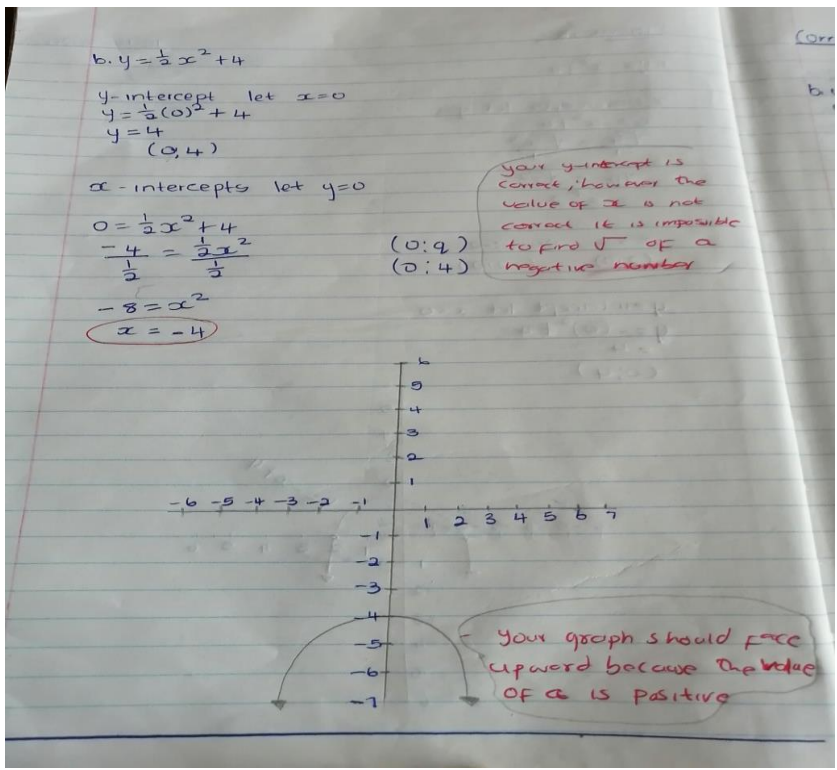 Corr
b. y = ½ x² + 4
b.
y-intercept let x=0
y = ½(0)² + 4
y = 4
(0,4)
x - intercepts let y=0
0 = ½x² + 4
-4/½ = ½x²/½
-8 = x²
x = -4
(0:q)
(0;4)
your y-intercept is
correct, however the
value of x is not
correct it is impossible
to find √ of a
negative number
6
5
4
3
2
1
-6 -5 -4 -3 -2 -1
1 2 3 4 5 6 7
-1
-2
-3
-4
-5
-6
-7
your graph should face
upword because the value
of a is positive